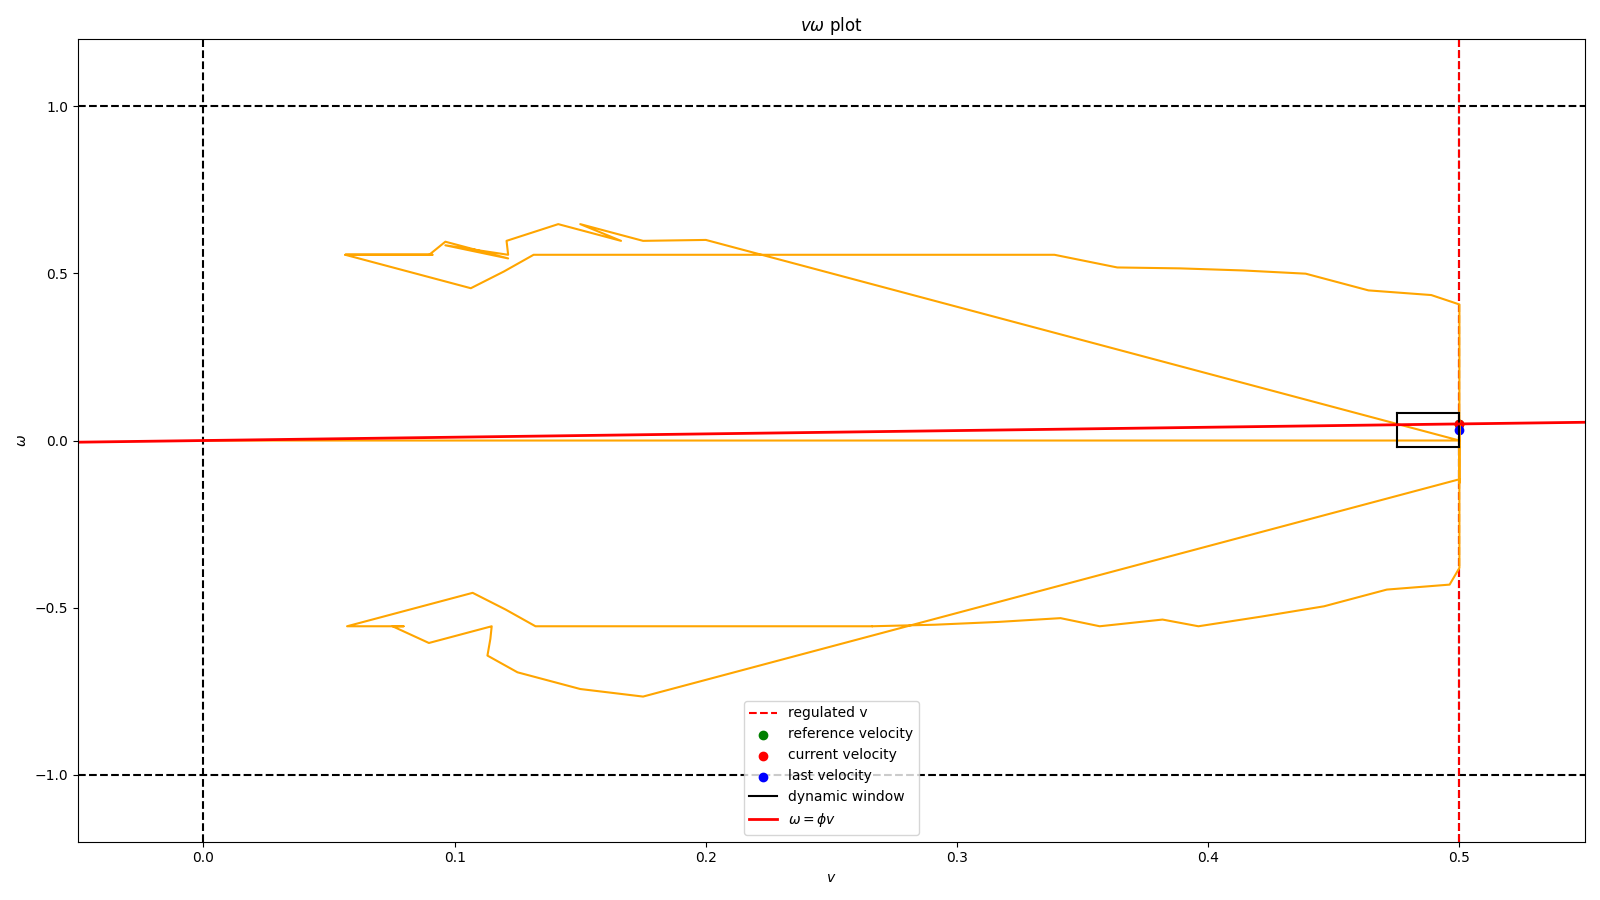 vω plot
1.0
0.5
0.0
−0.5
−1.0
ω
0.0
0.1
0.2
0.3
0.4
0.5
v
regulated v
reference velocity
current velocity
last velocity
dynamic window
ω = ϕv